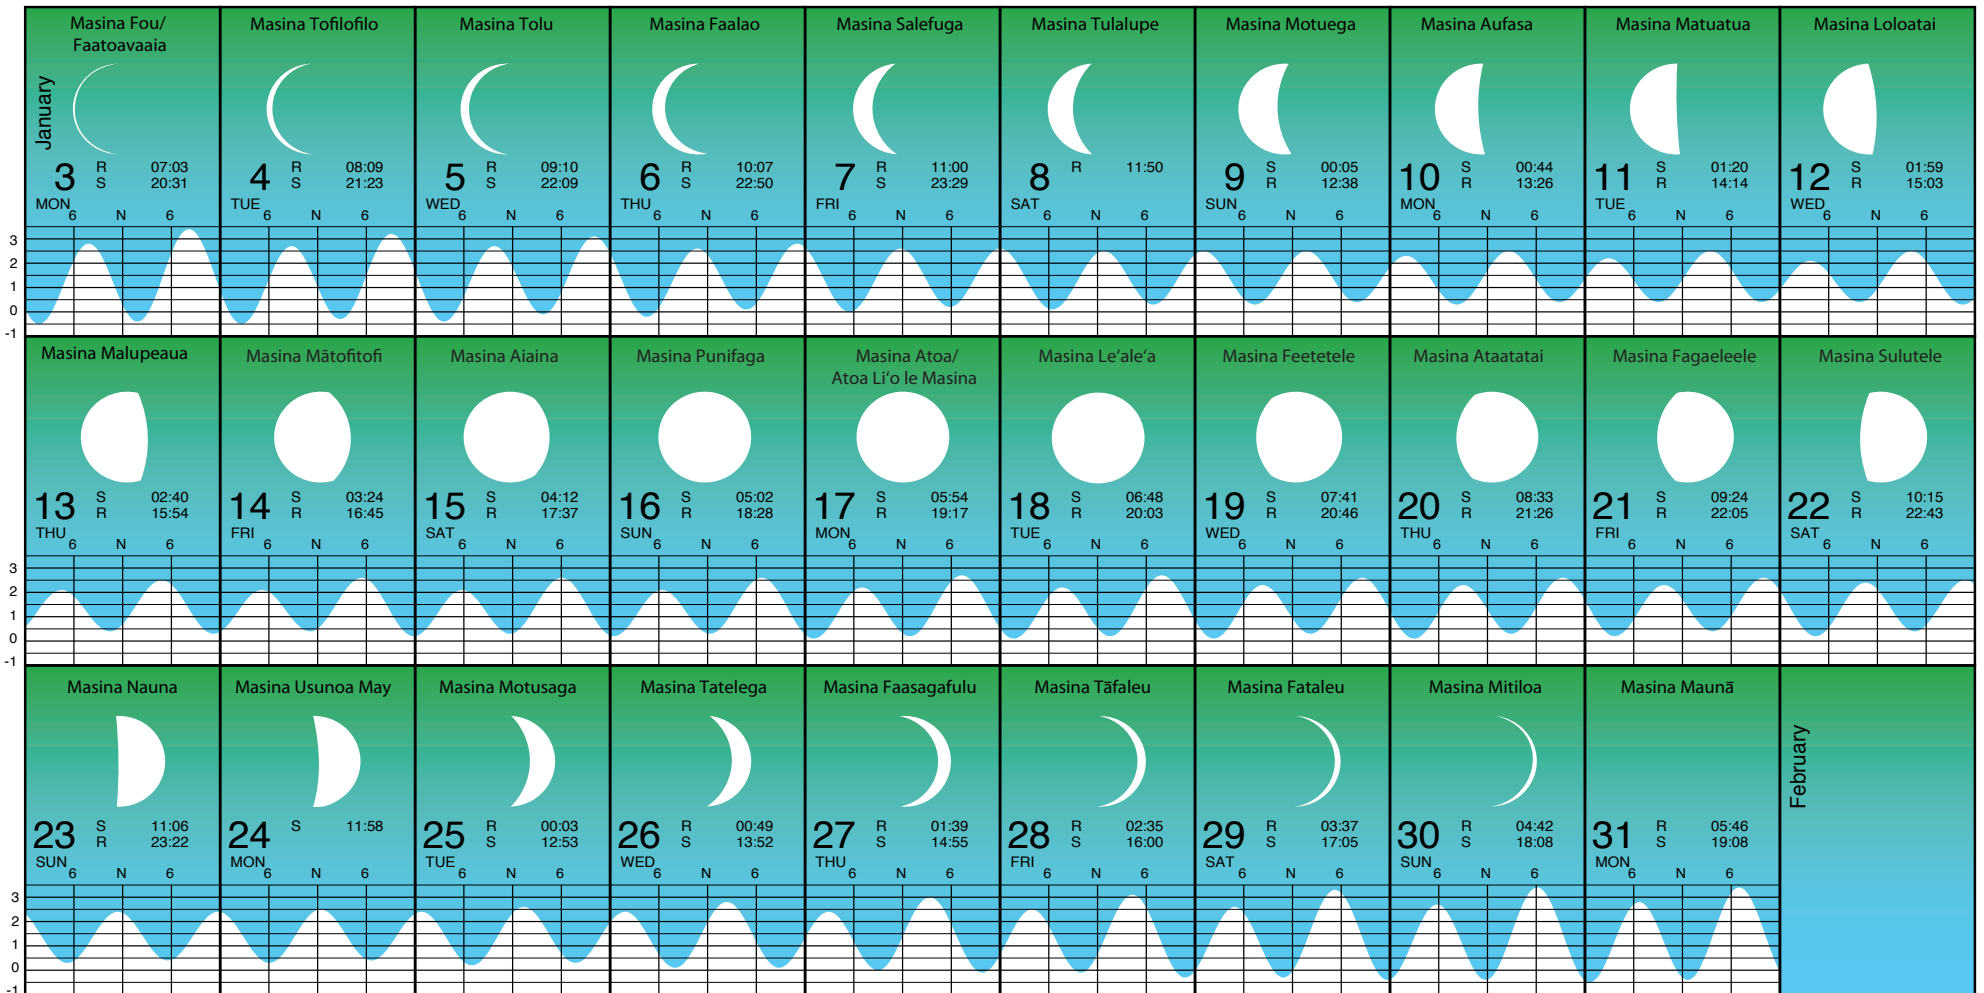 Masina Fou/
Faatoavaaia
January
3 R 07:03
S 20:31
MON
6 N 6
Masina Tofilofilo
4 R 08:09
S 21:23
TUE
6 N 6
Masina Tolu
5 R 09:10
S 22:09
WED
6 N 6
Masina Faalao
6 R 10:07
S 22:50
THU
6 N 6
Masina Salefuga
7 R 11:00
S 23:29
FRI
6 N 6
Masina Tulalupe
8 R 11:50
SAT
6 N 6
Masina Motuega
9 S 00:05
R 12:38
SUN
6 N 6
Masina Aufasa
10 S 00:44
R 13:26
MON
6 N 6
Masina Matuatua
11 S 01:20
R 14:14
TUE
6 N 6
Masina Loloatai
12 S 01:59
R 15:03
WED
6 N 6
3
2
1
0
-1
Masina Malupeaua
13 S 02:40
R 15:54
THU
6 N 6
Masina Mātofitofi
14 S 03:24
R 16:45
FRI
6 N 6
Masina Aiaina
15 S 04:12
R 17:37
SAT
6 N 6
Masina Punifaga
16 S 05:02
R 18:28
SUN
6 N 6
Masina Atoa/
Atoa Li‘o le Masina
17 S 05:54
R 19:17
MON
6 N 6
Masina Le‘ale‘a
18 S 06:48
R 20:03
TUE
6 N 6
Masina Feetetele
19 S 07:41
R 20:46
WED
6 N 6
Masina Ataatatai
20 S 08:33
R 21:26
THU
6 N 6
Masina Fagaeleele
21 S 09:24
R 22:05
FRI
6 N 6
Masina Sulutele
22 S 10:15
R 22:43
SAT
6 N 6
3
2
1
0
-1
Masina Nauna
23 S 11:06
R 23:22
SUN
6 N 6
Masina Usunoa May
24 S 11:58
MON
6 N 6
Masina Motusaga
25 R 00:03
S 12:53
TUE
6 N 6
Masina Tatelega
26 R 00:49
S 13:52
WED
6 N 6
Masina Faasagafulu
27 R 01:39
S 14:55
THU
6 N 6
Masina Tāfaleu
28 R 02:35
S 16:00
FRI
6 N 6
Masina Fataleu
29 R 03:37
S 17:05
SAT
6 N 6
Masina Mitiloa
30 R 04:42
S 18:08
SUN
6 N 6
Masina Maunā
31 R 05:46
S 19:08
MON
6 N 6
February
3
2
1
0
-1